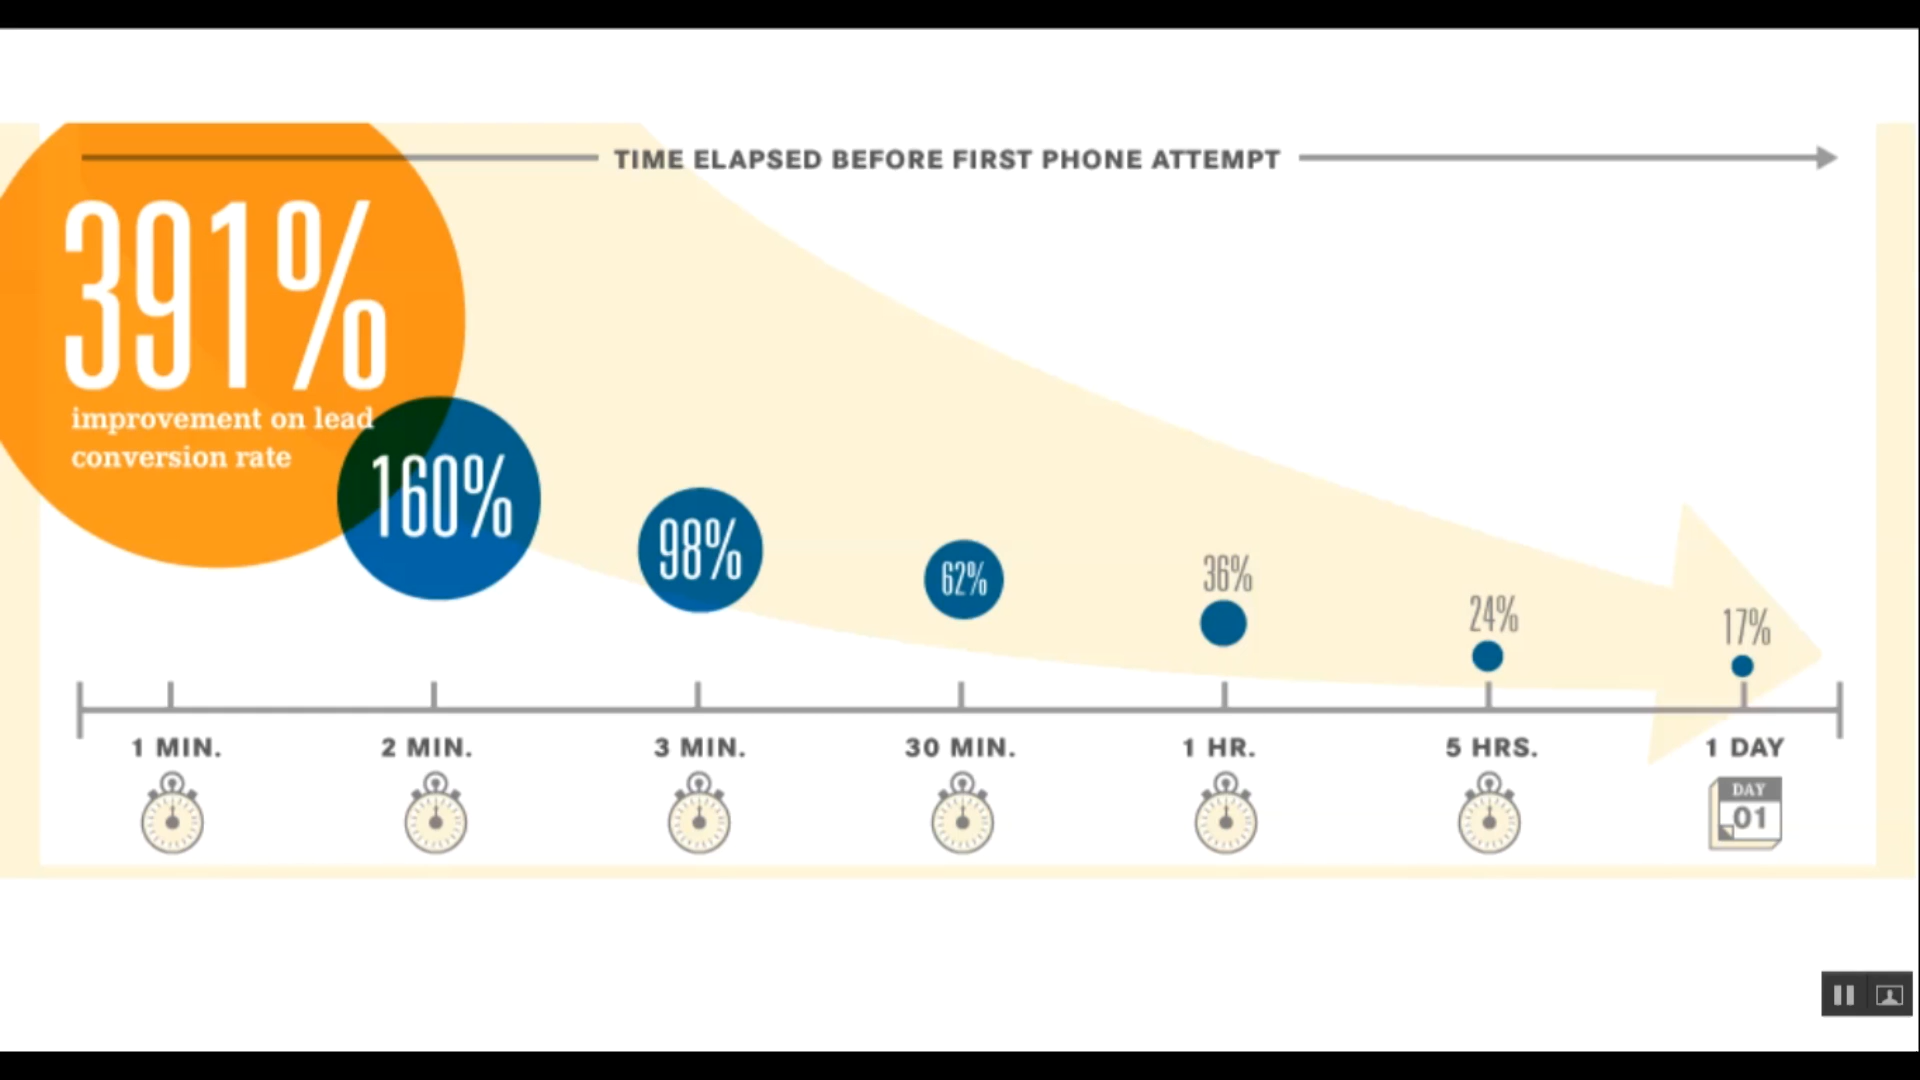 TIME ELAPSED BEFORE FIRST PHONE ATTEMPT
391%
improvement on lead
conversion rate
160%
98%
62%
36%
24%
17%
1 MIN.
2 MIN.
3 MIN.
30 MIN.
1 HR.
5 HRS.
1 DAY
DAY
01